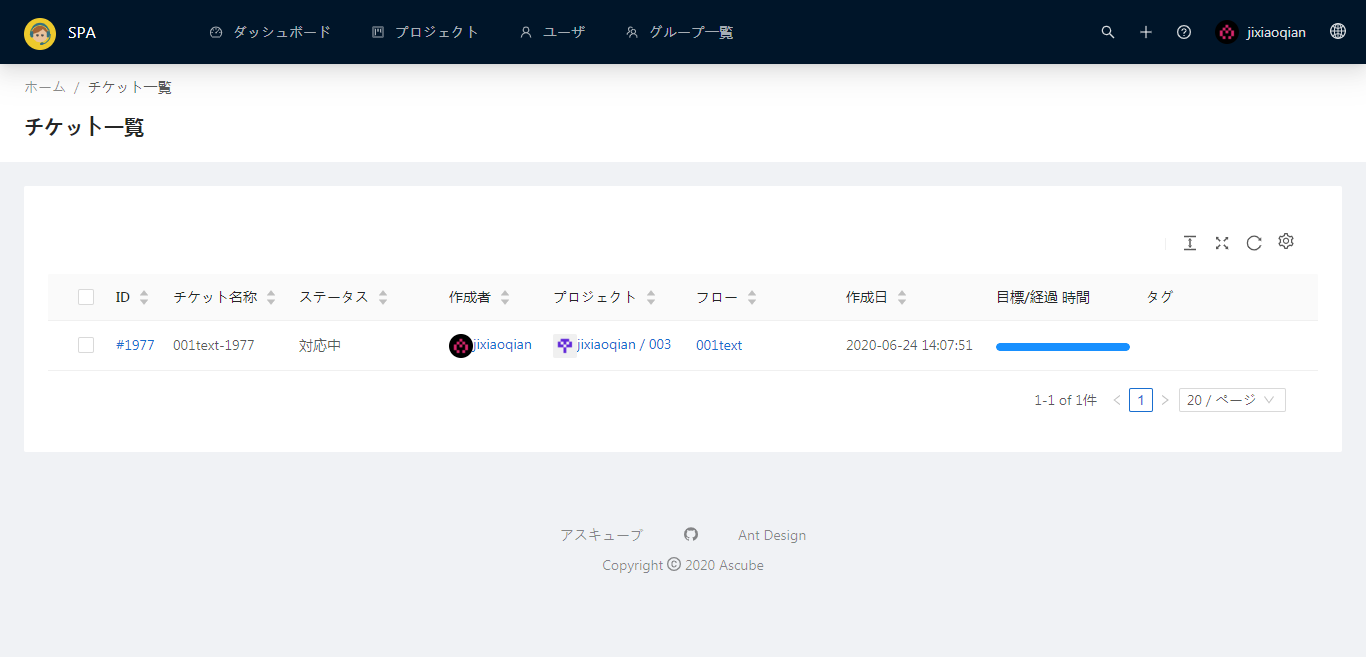 SPA ダッシュボード プロジェクト ユーザ グループ一覧 jixiaoqian
ホーム / チケット一覧
チケット一覧
ID チケット名称 ステータス 作成者 プロジェクト フロー 作成日 目標/経過 時間 タグ
#1977 001text-1977 対応中 jixiaoqian jixiaoqian / 003 001text 2020-06-24 14:07:51
1-1 of 1件 < 1 > 20 / ページ
アスキューブ Ant Design
Copyright © 2020 Ascube